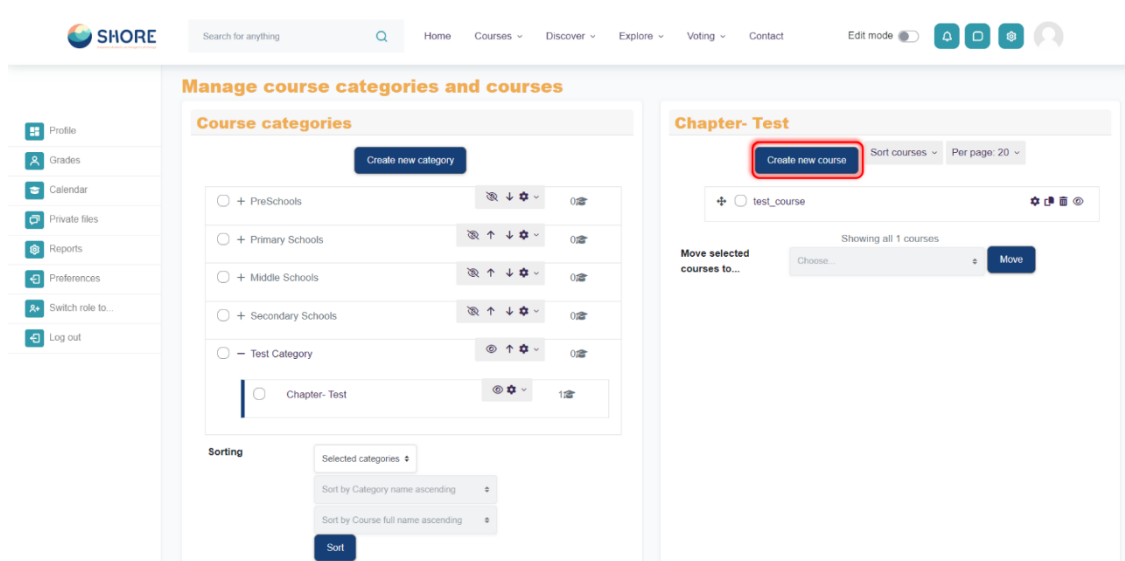 SHORE
Search for anything
Home Courses Discover Explore Voting Contact
Edit mode
Manage course categories and courses
Profile
Grades
Calendar
Private files
Reports
Preferences
Switch role to...
Log out
Course categories
Create new category
PreSchools 0
Primary Schools 0
Middle Schools 0
Secondary Schools 0
Test Category 0
Chapter- Test 1
Sorting
Selected categories
Sort by Category name ascending
Sort by Course full name ascending
Sort
Chapter- Test
Create new course
Sort courses
Per page: 20
test_course
Showing all 1 courses
Move selected
courses to...
Choose...
Move